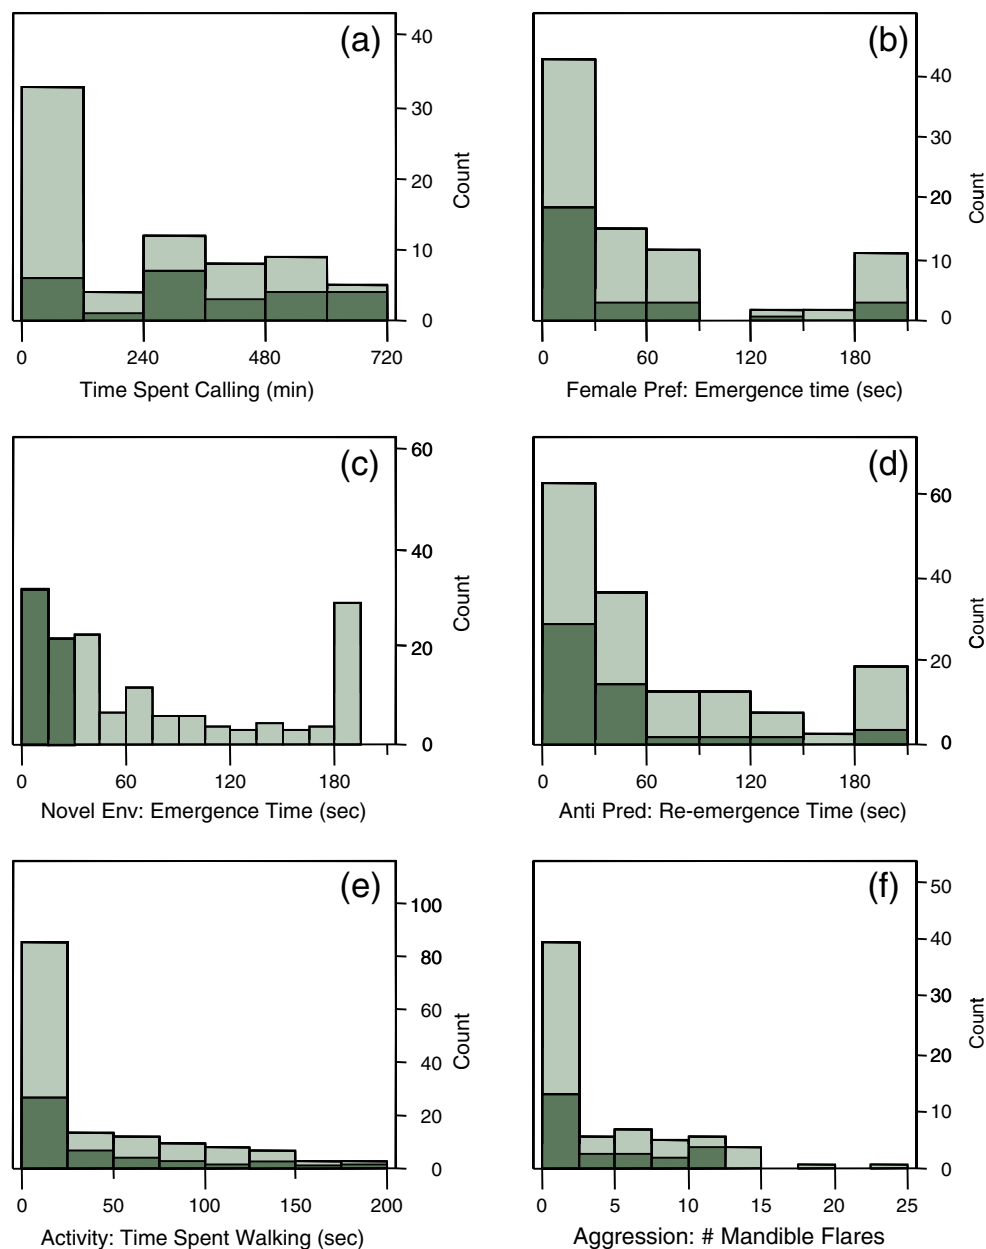 (a)
40
30
20
10
0
Count
0 240 480 720
Time Spent Calling (min)
(b)
40
30
20
10
0
Count
0 60 120 180
Female Pref: Emergence time (sec)
(c)
60
40
20
0
Count
0 60 120 180
Novel Env: Emergence Time (sec)
(d)
60
40
20
0
Count
0 60 120 180
Anti Pred: Re-emergence Time (sec)
(e)
100
80
60
40
20
0
Count
0 50 100 150 200
Activity: Time Spent Walking (sec)
(f)
50
40
30
20
10
0
Count
0 5 10 15 20 25
Aggression: # Mandible Flares